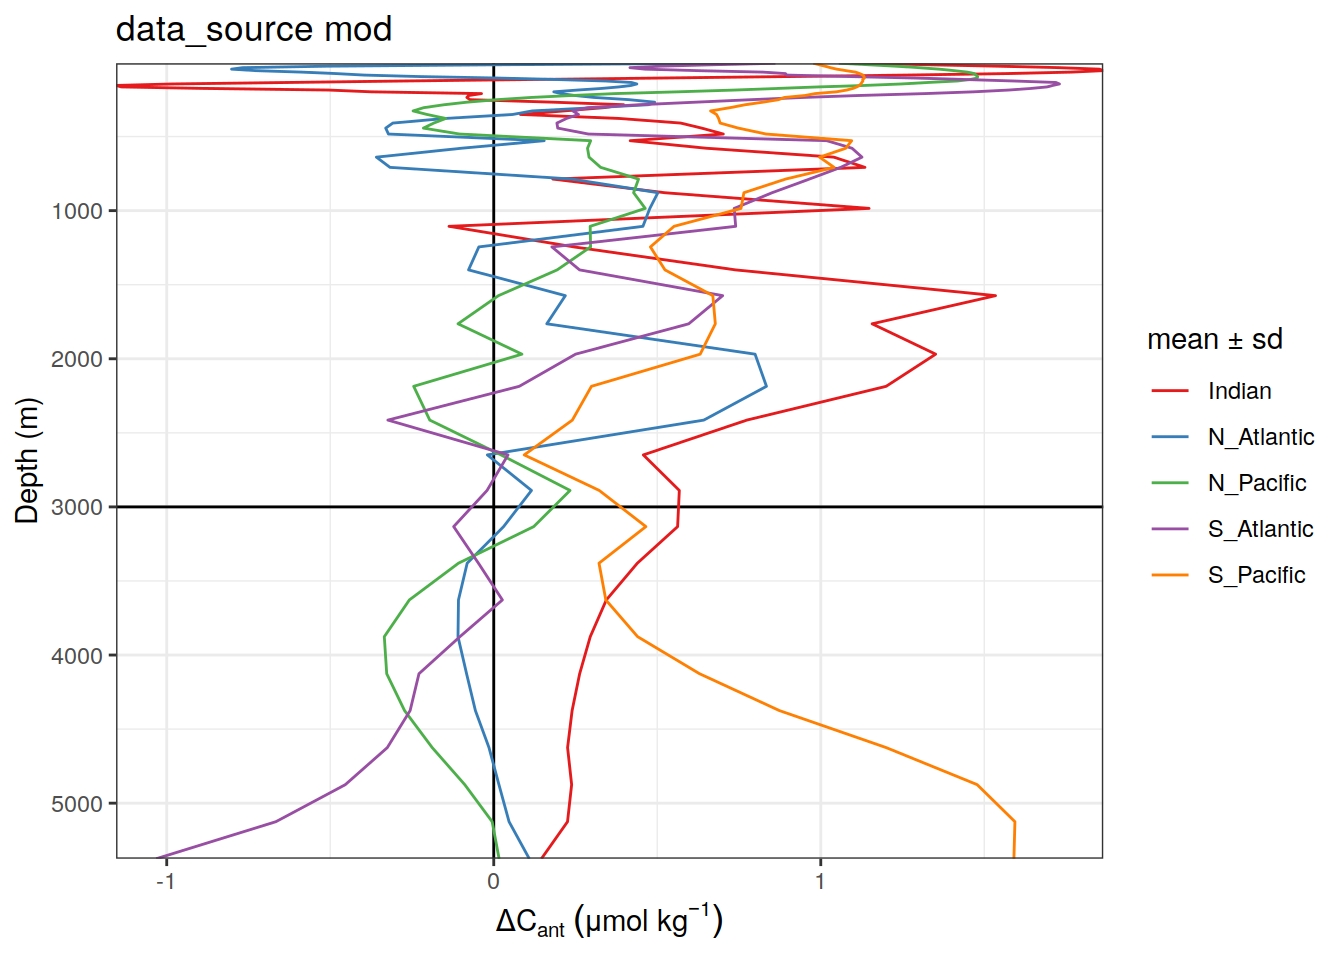 data_source mod
Depth (m)
1000
2000
3000
4000
5000
-1
0
1
ΔCant (μmol kg−1)
mean ± sd
Indian
N_Atlantic
N_Pacific
S_Atlantic
S_Pacific